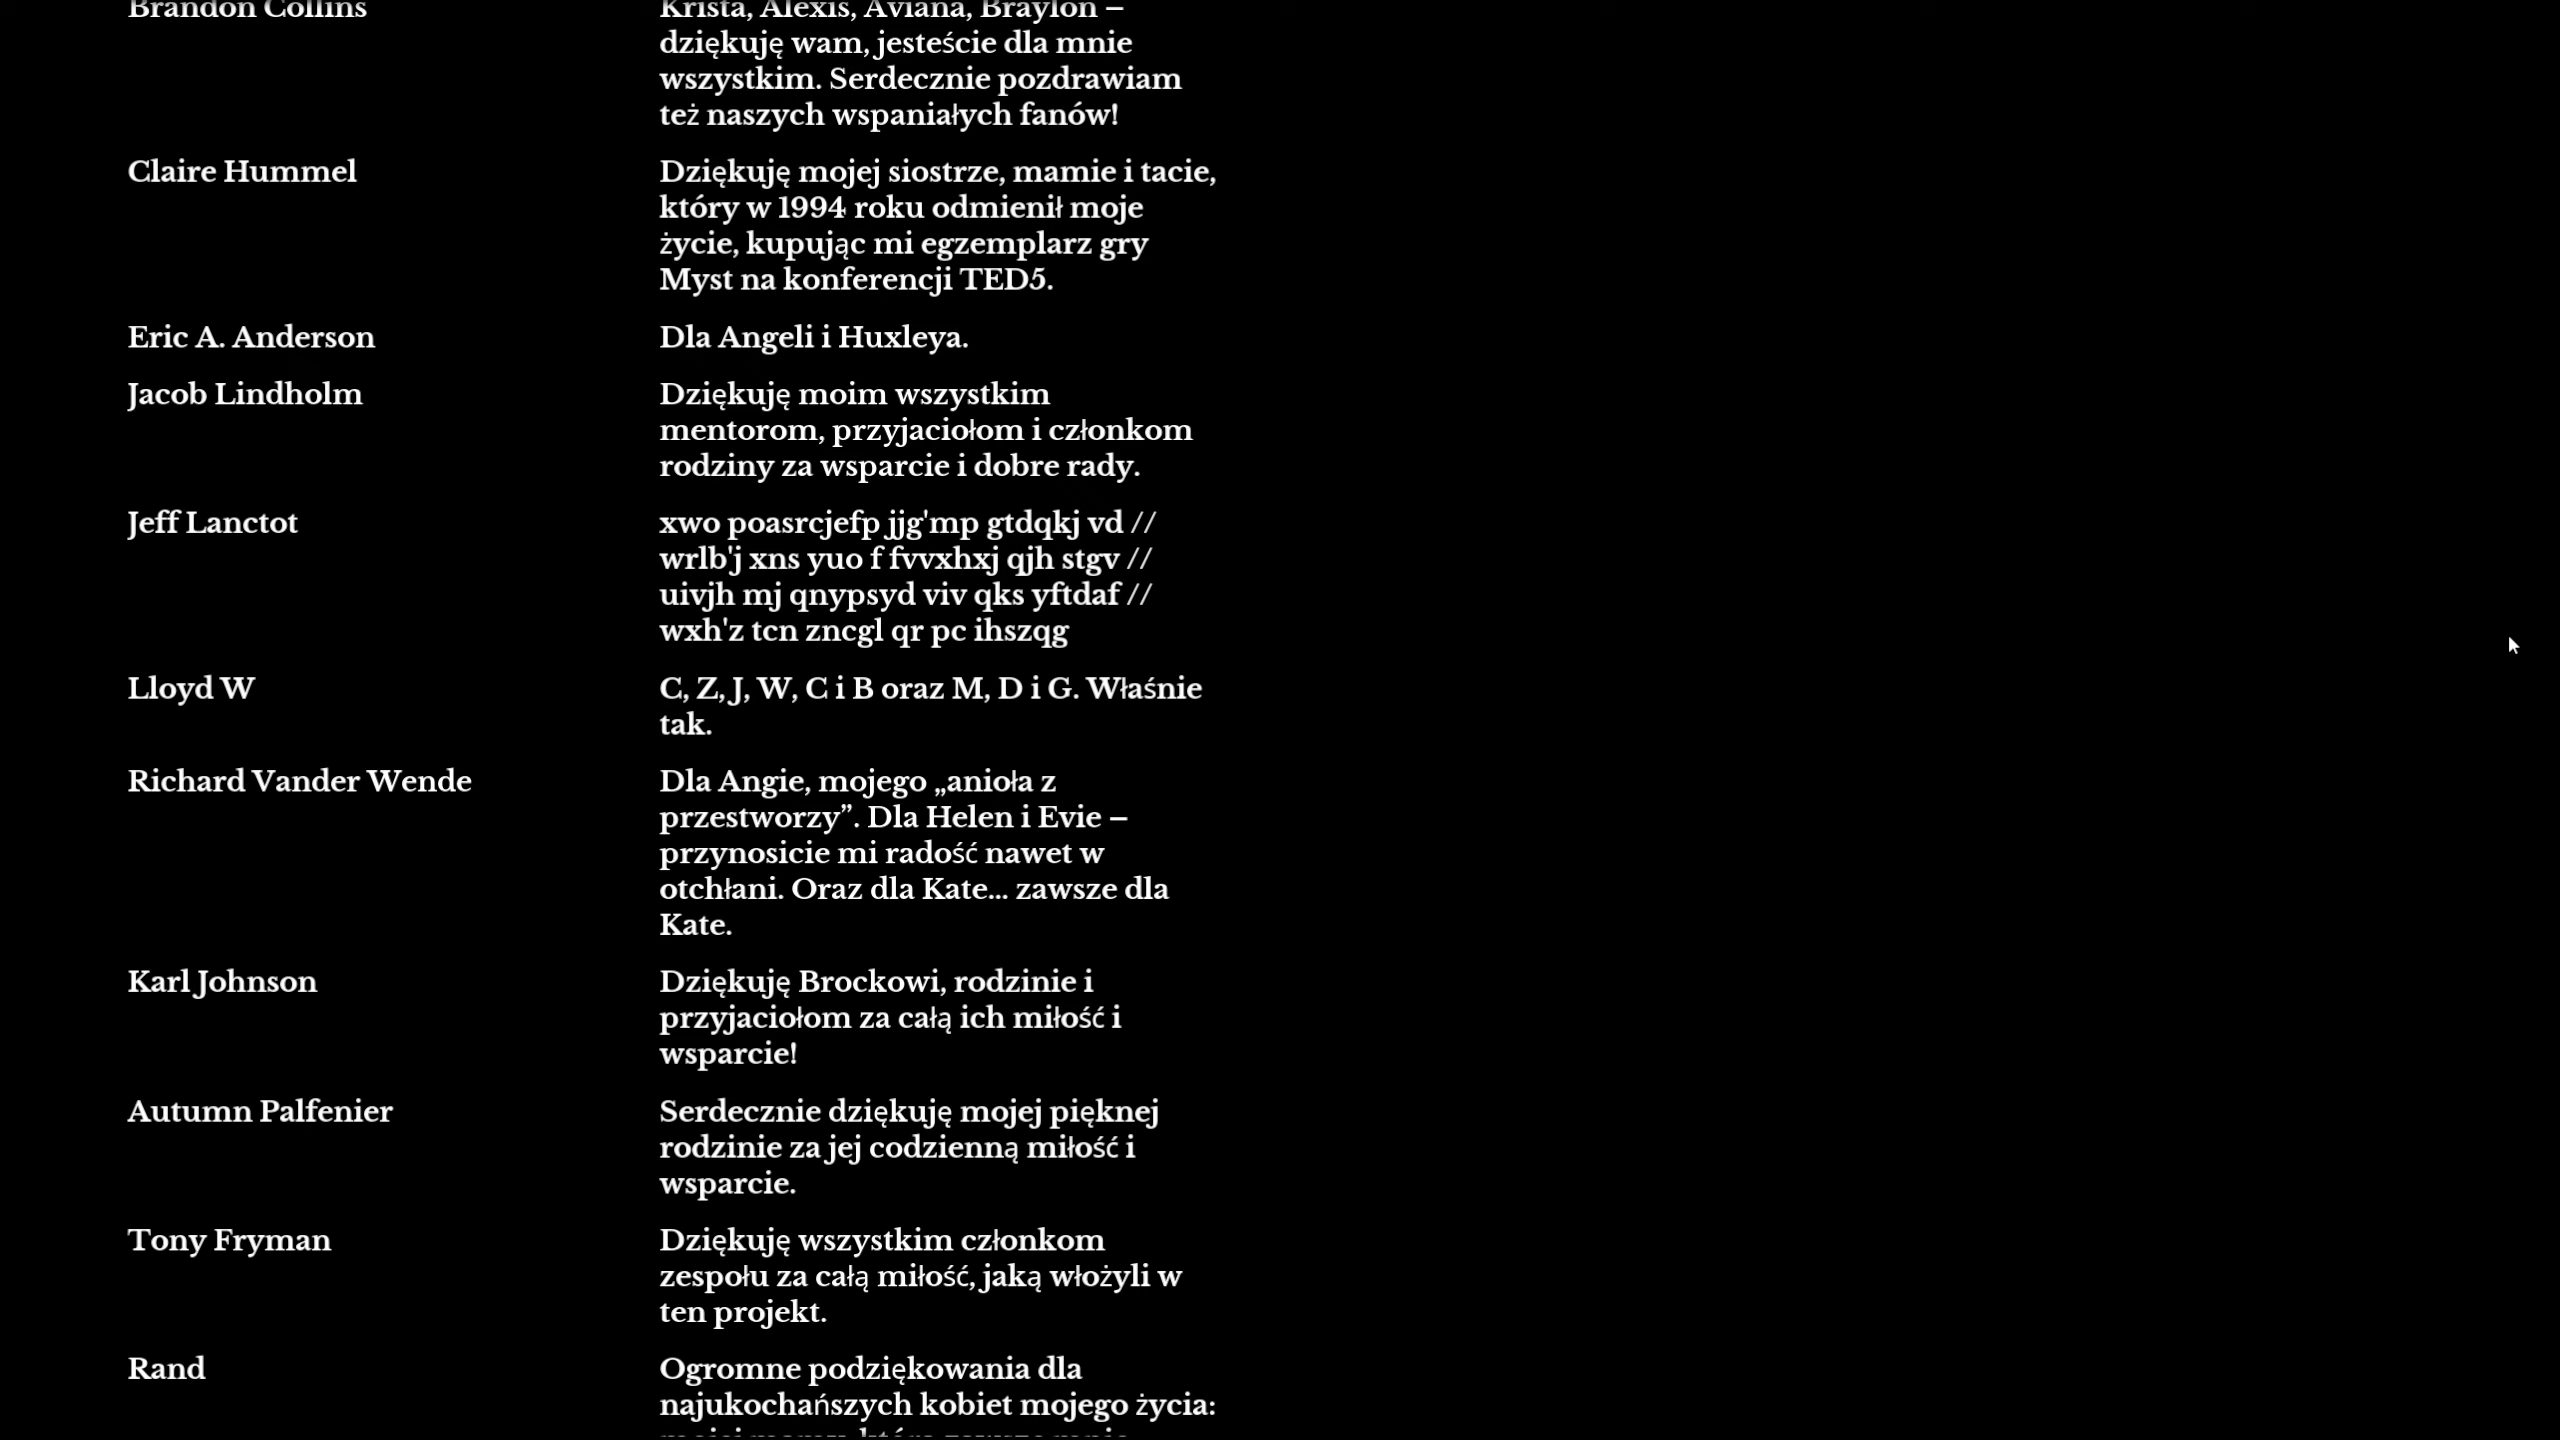 Brandon Collins
Krista, Alexis, Aviana, Braylon –
dziękuję wam, jesteście dla mnie
wszystkim. Serdecznie pozdrawiam
też naszych wspaniałych fanów!
Claire Hummel
Dziękuję mojej siostrze, mamie i tacie,
który w 1994 roku odmienił moje
życie, kupując mi egzemplarz gry
Myst na konferencji TED5.
Eric A. Anderson
Dla Angeli i Huxleya.
Jacob Lindholm
Dziękuję moim wszystkim
mentorom, przyjaciołom i członkom
rodziny za wsparcie i dobre rady.
Jeff Lanctot
xwo poasrcjefp jjg'mp gtdqkj vd //
wrlb'j xns yuo f fvvxhxj qjh stgv //
uivjh mj qnypsyd viv qks yftdaf //
wxh'z tcn zncgl qr pc ihszqg
Lloyd W
C, Z, J, W, C i B oraz M, D i G. Właśnie
tak.
Richard Vander Wende
Dla Angie, mojego „anioła z
przestworzy”. Dla Helen i Evie –
przynosicie mi radość nawet w
otchłani. Oraz dla Kate... zawsze dla
Kate.
Karl Johnson
Dziękuję Brockowi, rodzinie i
przyjaciołom za całą ich miłość i
wsparcie!
Autumn Palfenier
Serdecznie dziękuję mojej pięknej
rodzinie za jej codzienną miłość i
wsparcie.
Tony Fryman
Dziękuję wszystkim członkom
zespołu za całą miłość, jaką włożyli w
ten projekt.
Rand
Ogromne podziękowania dla
najukochańszych kobiet mojego życia: